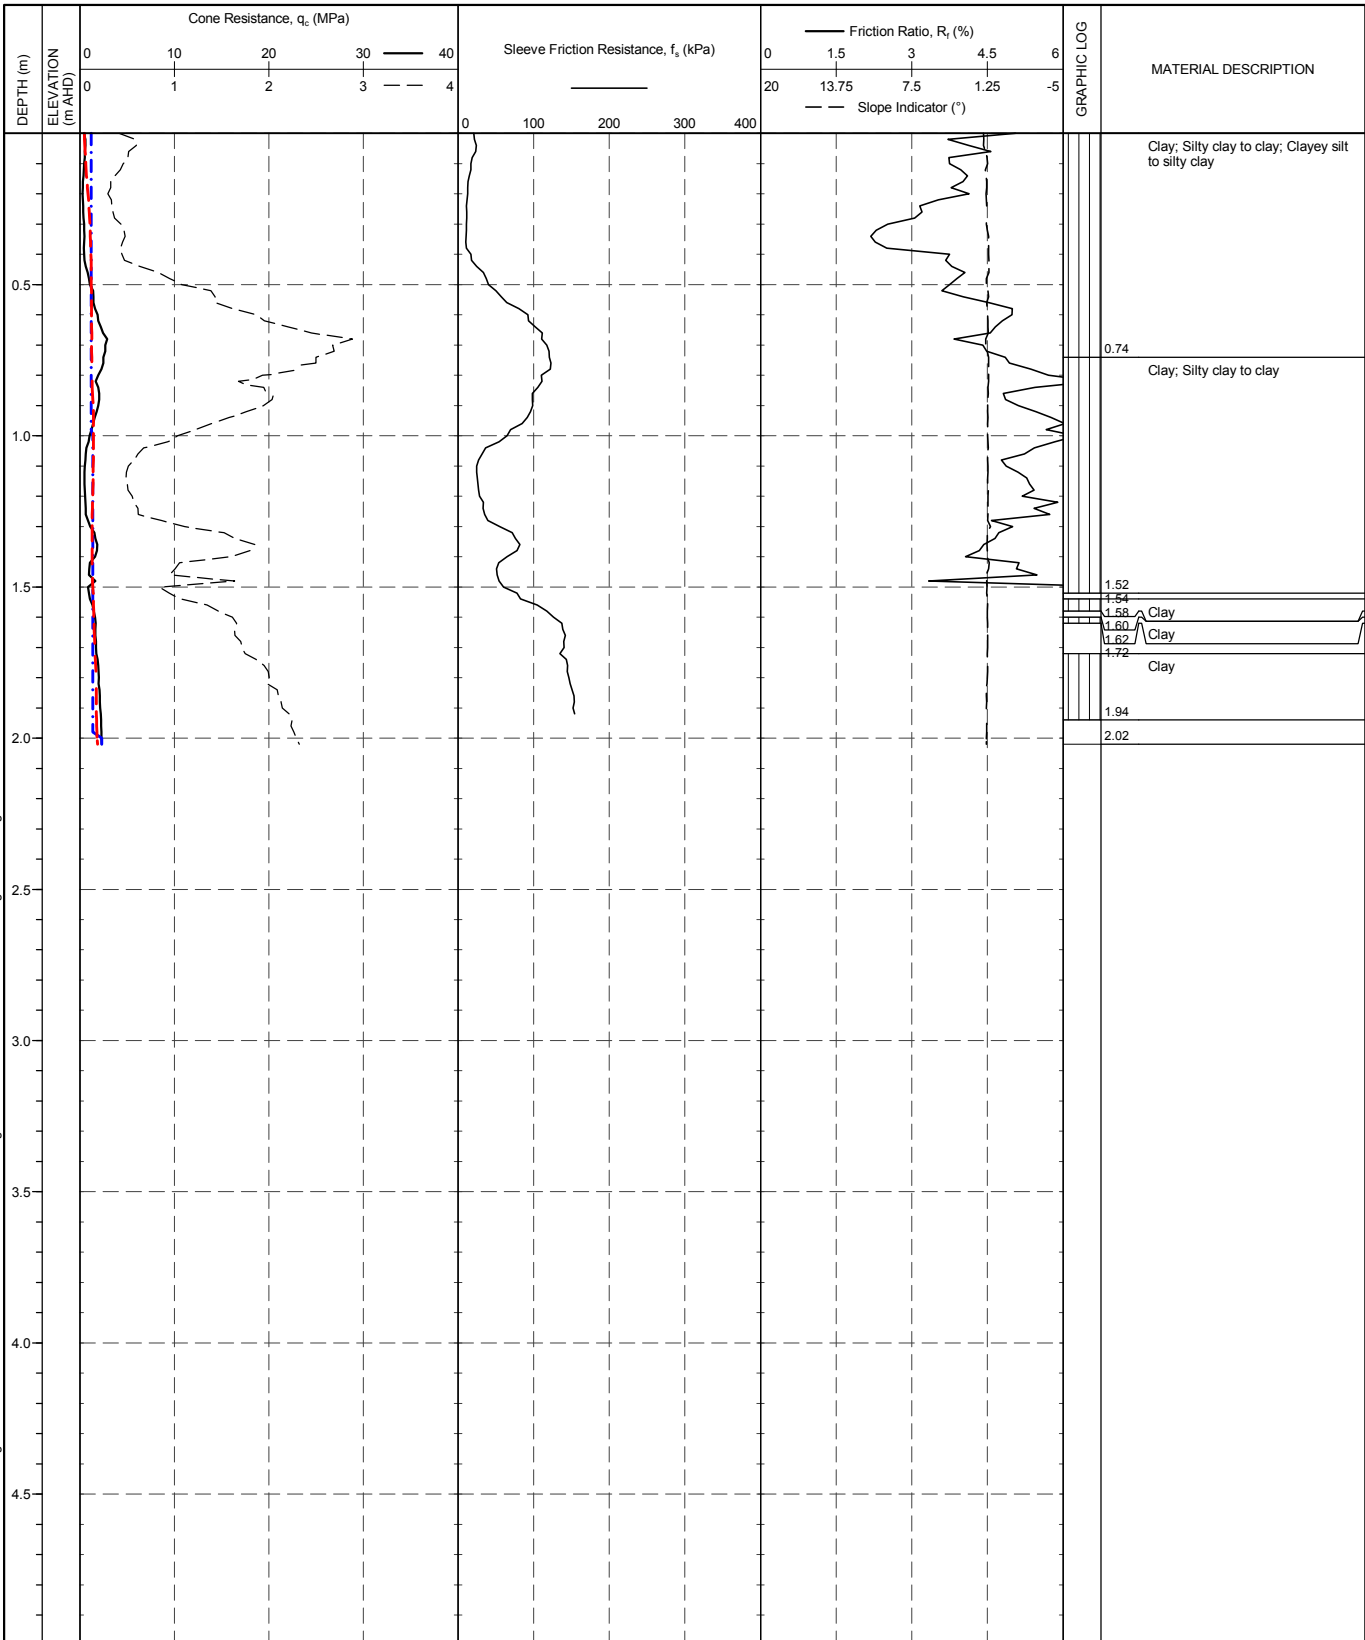 DEPTH (m)
ELEVATION
(m AHD)
Cone Resistance, qc (MPa)
0 10 20 30 40
0 1 2 3 4
Sleeve Friction Resistance, fs (kPa)
0 100 200 300 400
Friction Ratio, Rf (%)
0 1.5 3 4.5 6
20 13.75 7.5 1.25 -5
Slope Indicator (°)
GRAPHIC LOG
MATERIAL DESCRIPTION
Clay; Silty clay to clay; Clayey silt
to silty clay
0.5
0.74
Clay; Silty clay to clay
1.0
1.5
1.52
1.54
1.58 Clay
1.60
1.62 Clay
1.72
Clay
1.94
2.0
2.02
2.5
3.0
3.5
4.0
4.5